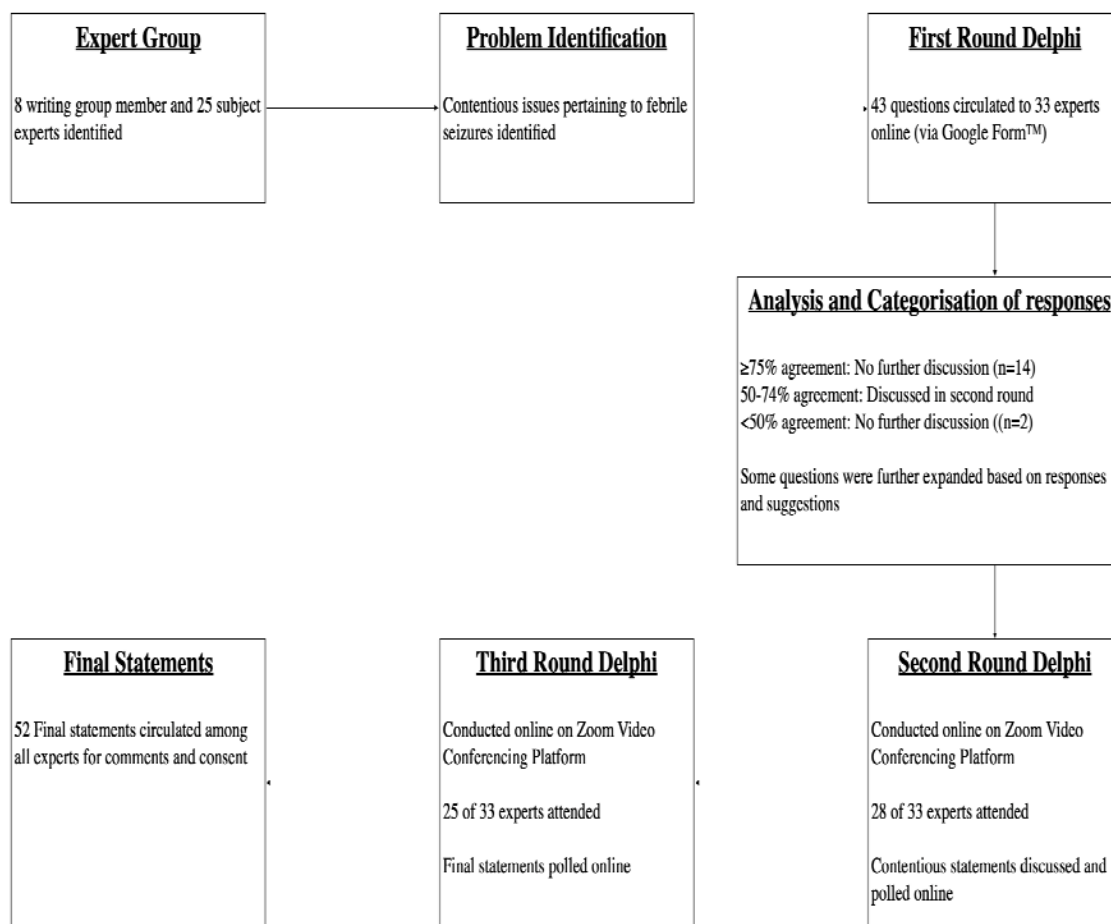 Expert Group
8 writing group member and 25 subject
experts identified
Problem Identification
Contentious issues pertaining to febrile
seizures identified
First Round Delphi
43 questions circulated to 33 experts
online (via Google Form™)
Analysis and Categorisation of responses
≥75% agreement: No further discussion (n=14)
50-74% agreement: Discussed in second round
<50% agreement: No further discussion ((n=2)
Some questions were further expanded based on responses
and suggestions
Second Round Delphi
Conducted online on Zoom Video
Conferencing Platform
28 of 33 experts attended
Contentious statements discussed and
polled online
Third Round Delphi
Conducted online on Zoom Video
Conferencing Platform
25 of 33 experts attended
Final statements polled online
Final Statements
52 Final statements circulated among
all experts for comments and consent